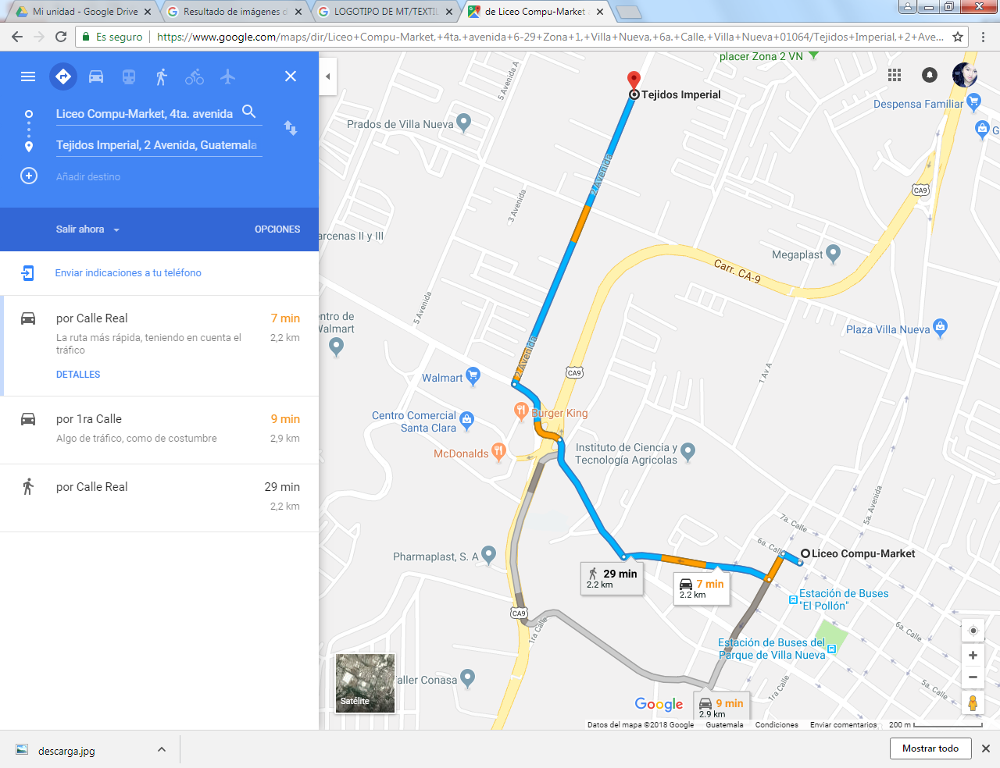 Mi unidad - Google Drive
Resultado de imágenes d
LOGOTIPO DE MT/TEXTIL
de Liceo Compu-Market
Es seguro
https://www.google.com/maps/dir/Liceo+Compu-Market,+4ta.+avenida+6-29+Zona+1,+Villa+Nueva,+6a.+Calle,+Villa+Nueva+01064/Tejidos+Imperial,+2+Ave...
Liceo Compu-Market, 4ta. avenida
Tejidos Imperial, 2 Avenida, Guatemala
Añadir destino
Salir ahora
OPCIONES
Enviar indicaciones a tu teléfono
por Calle Real
7 min
La ruta más rápida, teniendo en cuenta el
tráfico
2,2 km
DETALLES
por 1ra Calle
9 min
Algo de tráfico, como de costumbre
2,9 km
por Calle Real
29 min
2,2 km
placer Zona 2 VN
Tejidos Imperial
Despensa Familiar
G
5 Avenida A
Prados de Villa Nueva
2 Avenida
3 Avenida
CA9
arcenas II y III
Megaplast
Carr. CA-9
5 Avenida
entro de
Walmart
Plaza Villa Nueva
2 Avenida
CA9
1 Av A
Walmart
Burger King
Centro Comercial
Santa Clara
McDonalds
Instituto de Ciencia y
Tecnología Agricolas
5a. Avenida
7a. Calle
6a. Calle
Liceo Compu-Market
Pharmaplast, S. A
29 min
2.2 km
7 min
2.2 km
Estación de Buses
"El Pollón"
CA9
1ra Calle
6a. Calle
Estación de Buses del
Parque de Villa Nueva
Taller Conasa
1ra Calle
5a. Calle
Satélite
Google
9 min
2.9 km
Datos del mapa ©2018 Google
Guatemala
Condiciones
Enviar comentarios
200 m
descarga.jpg
Mostrar todo